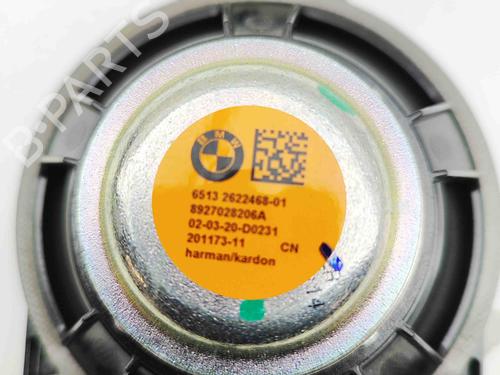 B-PARTS
BMW
6513 2622468-01
8927028206A
02-03-20-D0231
201173-11 CN
harman/kardon